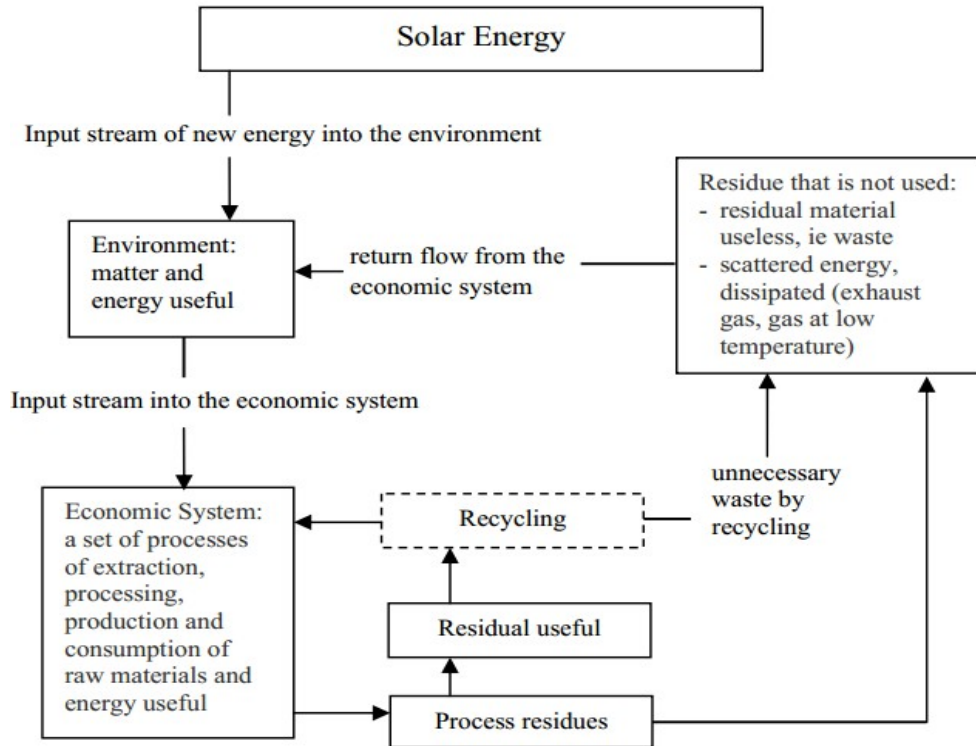 Solar Energy
Input stream of new energy into the environment
Residue that is not used:
- residual material
useless, ie waste
- scattered energy,
dissipated (exhaust
gas, gas at low
temperature)
Environment:
matter and
energy useful
return flow from the
economic system
Input stream into the economic system
Economic System:
a set of processes
of extraction,
processing,
production and
consumption of
raw materials and
energy useful
Recycling
unnecessary
waste by
recycling
Residual useful
Process residues